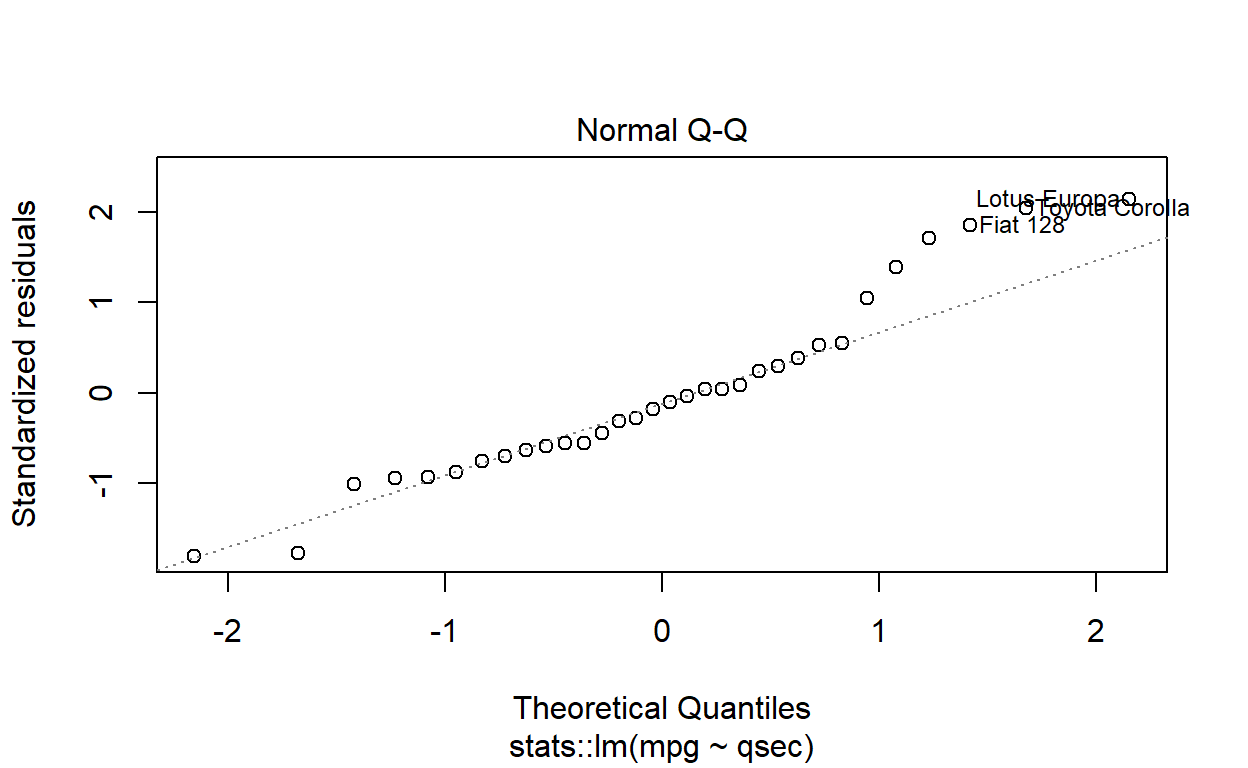 Normal Q-Q
Standardized residuals
2
1
0
-1
Lotus Europa
Toyota Corolla
Fiat 128
-2
-1
0
1
2
Theoretical Quantiles
stats::lm(mpg ~ qsec)